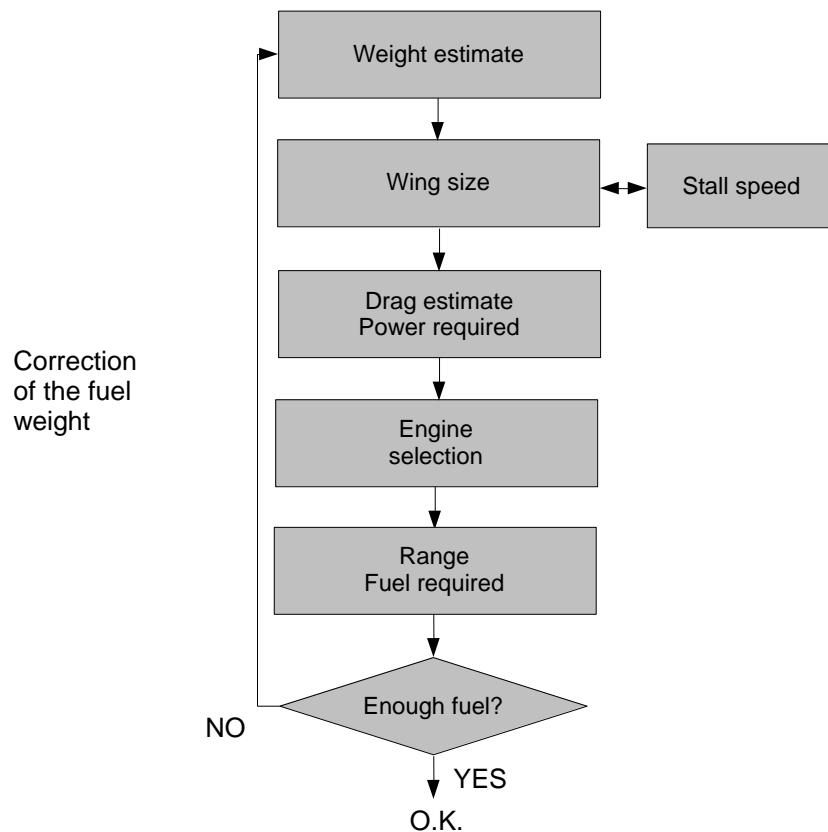 Weight estimate
Wing size
Stall speed
Drag estimate
Power required
Correction
of the fuel
weight
Engine
selection
Range
Fuel required
Enough fuel?
NO
YES
O.K.